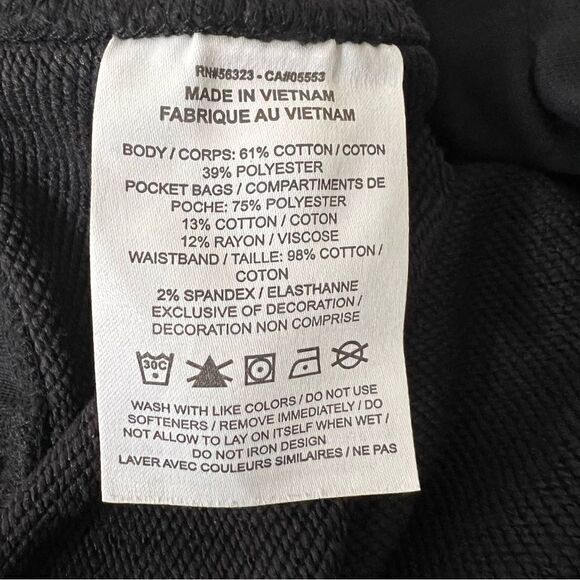 RN#56323 - CA#05553
MADE IN VIETNAM
FABRIQUE AU VIETNAM
BODY / CORPS: 61% COTTON / COTON
39% POLYESTER
POCKET BAGS / COMPARTIMENTS DE
POCHE: 75% POLYESTER
13% COTTON / COTON
12% RAYON / VISCOSE
WAISTBAND / TAILLE: 98% COTTON /
COTON
2% SPANDEX / ELASTHANNE
EXCLUSIVE OF DECORATION /
DECORATION NON COMPRISE
30C
WASH WITH LIKE COLORS / DO NOT USE
SOFTENERS / REMOVE IMMEDIATELY / DO
NOT ALLOW TO LAY ON ITSELF WHEN WET /
DO NOT IRON DESIGN
LAVER AVEC COULEURS SIMILAIRES / NE PAS